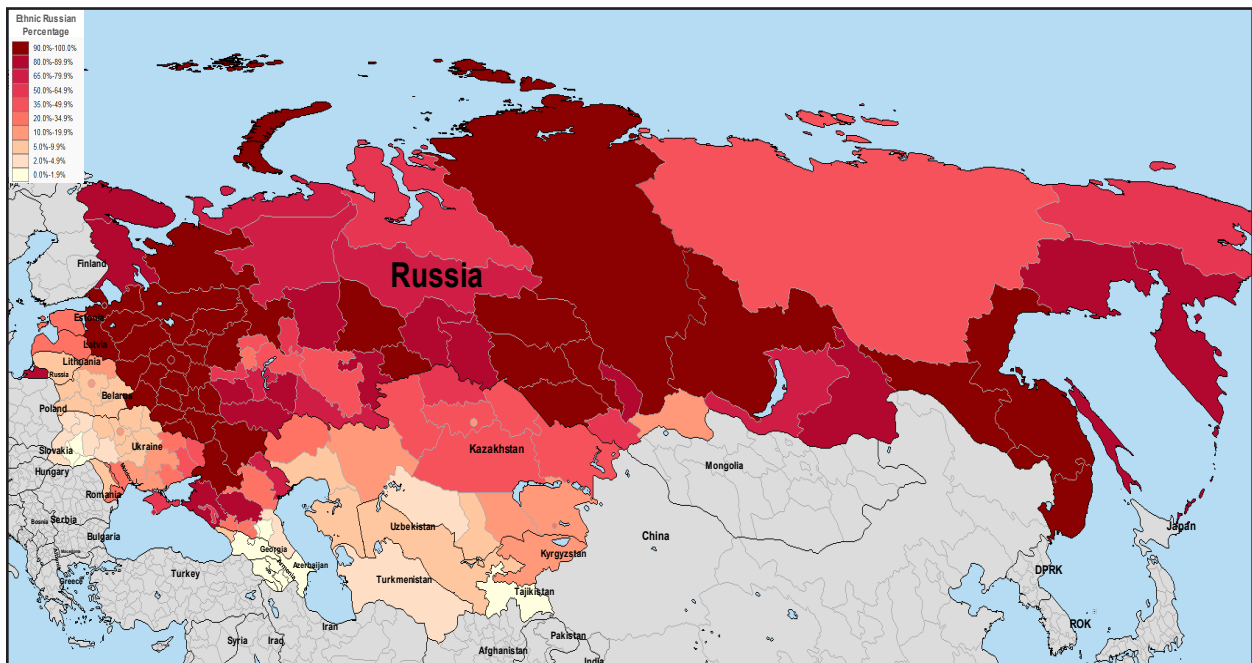 Ethnic Russian
Percentage
90.0%-100.0%
80.0%-89.9%
65.0%-79.9%
50.0%-64.9%
35.0%-49.9%
20.0%-34.9%
10.0%-19.9%
5.0%-9.9%
2.0%-4.9%
0.0%-1.9%
Finland
Russia
Estonia
Latvia
Lithuania
Russia
Belarus
Poland
Ukraine
Kazakhstan
Slovakia
Mongolia
Hungary
Moldova
Romania
Bosnia
Serbia
Uzbekistan
Japan
China
Bulgaria
Georgia
Kyrgyzstan
Macedonia
Azerbaijan
Armenia
DPRK
Turkey
Turkmenistan
Greece
Tajikistan
ROK
Iran
Syria
Iraq
Pakistan
Afghanistan
India